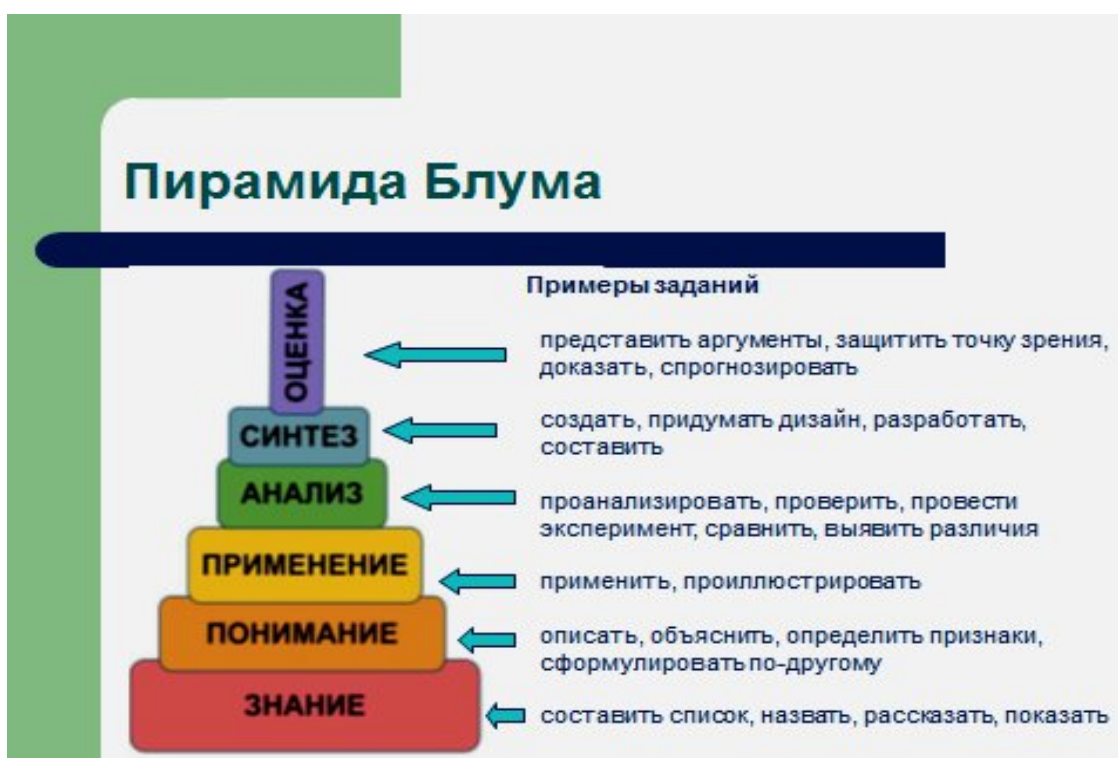 Пирамида Блума
Примеры заданий
ОЦЕНКА
представить аргументы, защитить точку зрения,
доказать, спрогнозировать
СИНТЕЗ
создать, придумать дизайн, разработать,
составить
АНАЛИЗ
проанализировать, проверить, провести
эксперимент, сравнить, выявить различия
ПРИМЕНЕНИЕ
применить, проиллюстрировать
ПОНИМАНИЕ
описать, объяснить, определить признаки,
сформулировать по-другому
ЗНАНИЕ
составить список, назвать, рассказать, показать